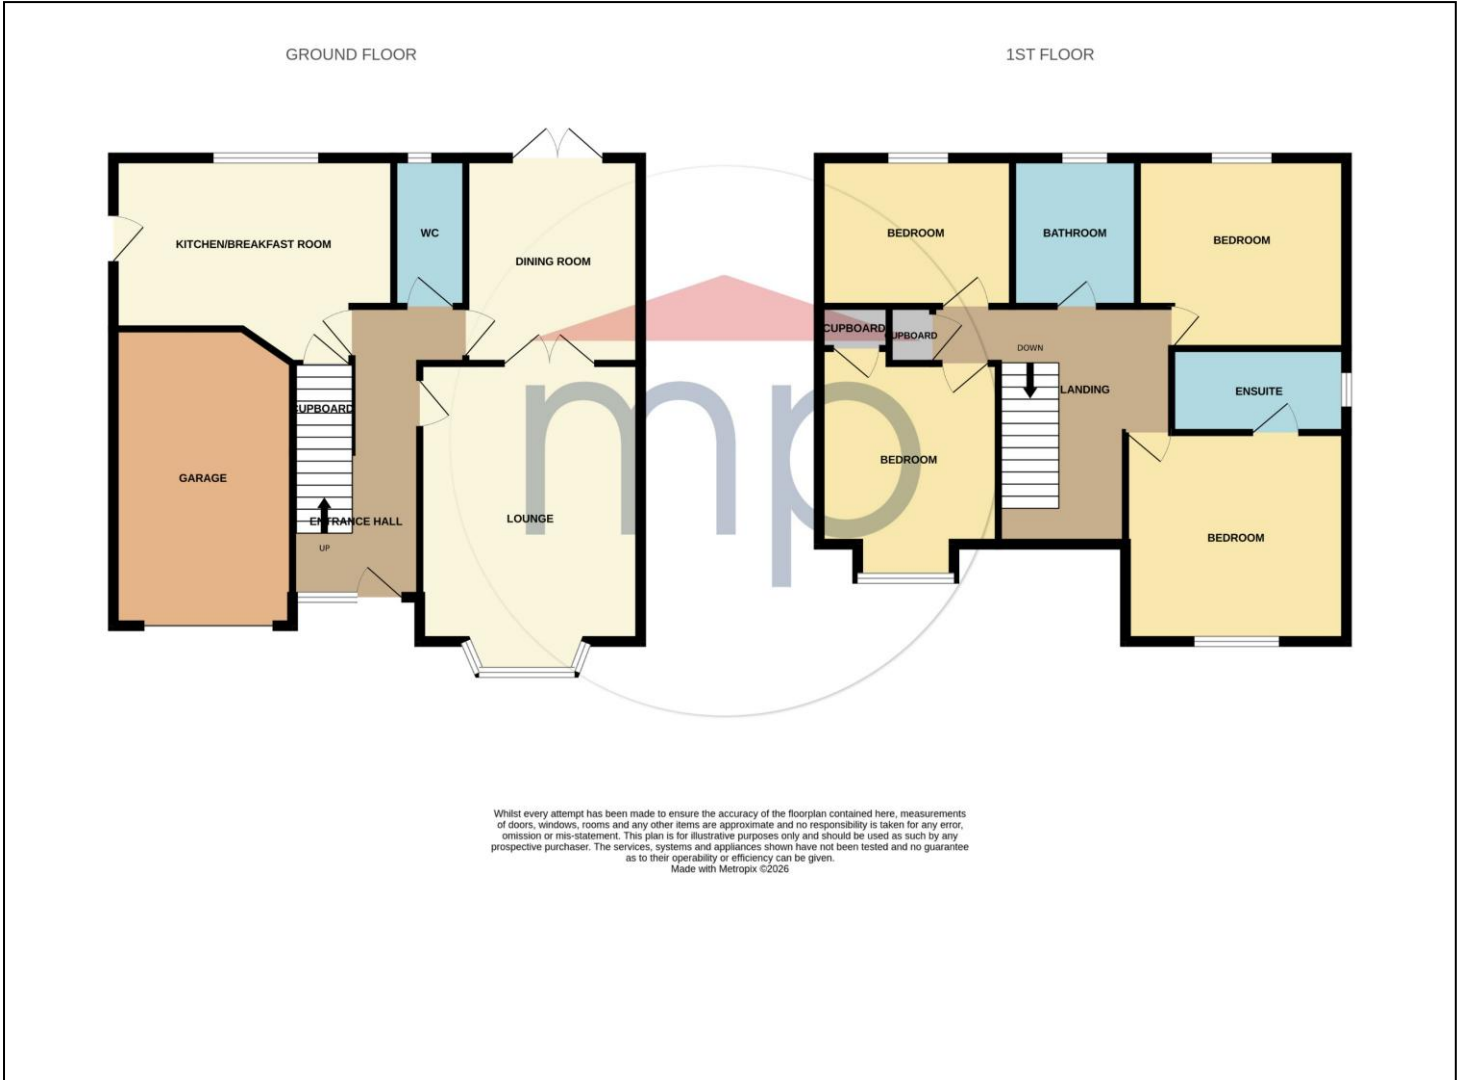 GROUND FLOOR
1ST FLOOR
KITCHEN/BREAKFAST ROOM
WC
DINING ROOM
CUPBOARD
GARAGE
ENTRANCE HALL
UP
LOUNGE
BEDROOM
BATHROOM
BEDROOM
CUPBOARD
CUPBOARD
DOWN
LANDING
ENSUITE
BEDROOM
BEDROOM
mp
Whilst every attempt has been made to ensure the accuracy of the floorplan contained here, measurements
of doors, windows, rooms and any other items are approximate and no responsibility is taken for any error,
omission or mis-statement. This plan is for illustrative purposes only and should be used as such by any
prospective purchaser. The services, systems and appliances shown have not been tested and no guarantee
as to their operability or efficiency can be given.
Made with Metropix ©2026